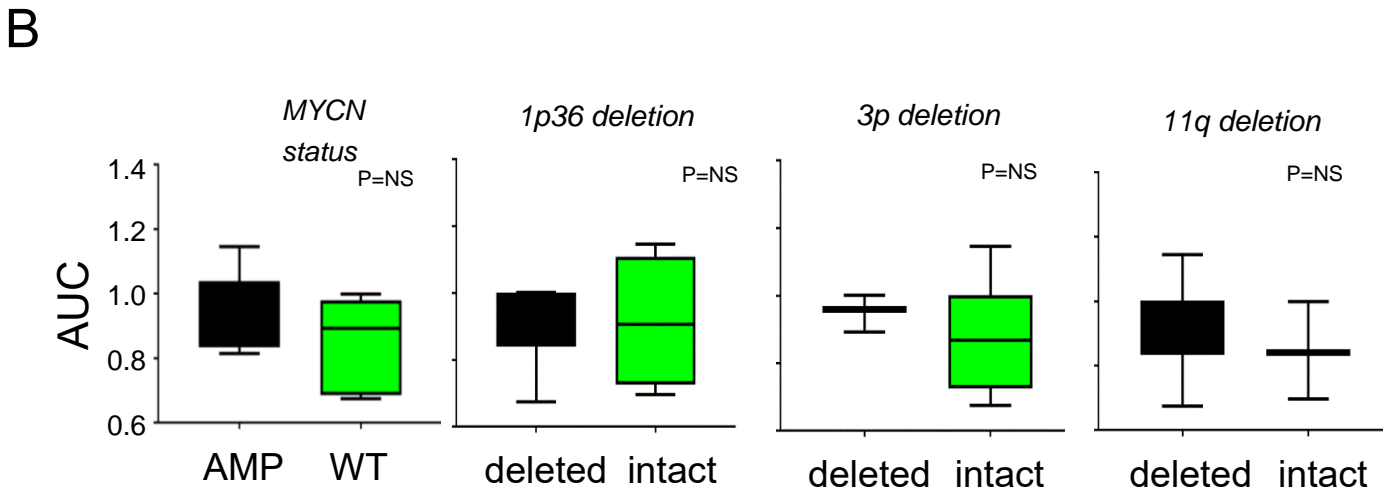 B
MYCN
status
1p36 deletion
3p deletion
11q deletion
P=NS
P=NS
P=NS
P=NS
AUC
1.4
1.2
1.0
0.8
0.6
AMP
WT
deleted
intact
deleted
intact
deleted
intact